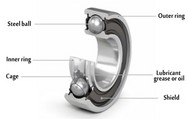 Steel ball
Outer ring
Inner ring
Cage
Lubricant
grease or oil
Shield